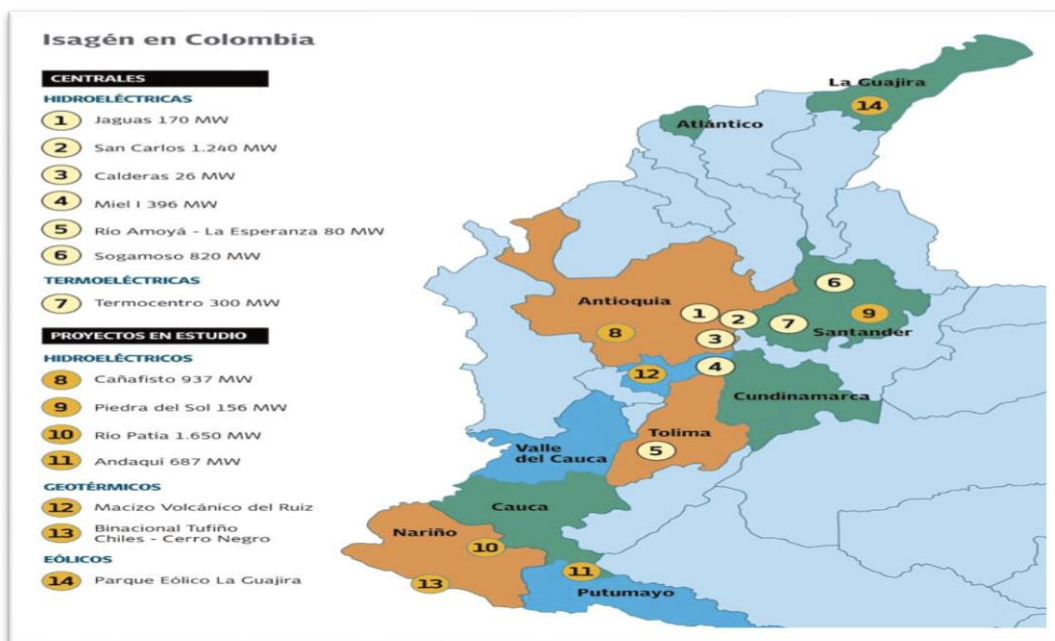 Isagén en Colombia
CENTRALES
HIDROELÉCTRICAS
1 Jaguas 170 MW
2 San Carlos 1.240 MW
3 Calderas 26 MW
4 Miel I 396 MW
5 Río Amoyá - La Esperanza 80 MW
6 Sogamoso 820 MW
TERMOELÉCTRICAS
7 Termocentro 300 MW
PROYECTOS EN ESTUDIO
HIDROELÉCTRICOS
8 Cañafisto 937 MW
9 Piedra del Sol 156 MW
10 Río Patía 1.650 MW
11 Andaquí 687 MW
GEOTÉRMICOS
12 Macizo Volcánico del Ruiz
13 Binacional Tufiño
Chiles - Cerro Negro
EÓLICOS
14 Parque Eólico La Guajira
La Guajira
14
Atlántico
6
Antioquia
1
2
7
9
Santander
8
3
12
4
Cundinamarca
Tolima
5
Valle
del Cauca
Cauca
Nariño
10
11
13
Putumayo